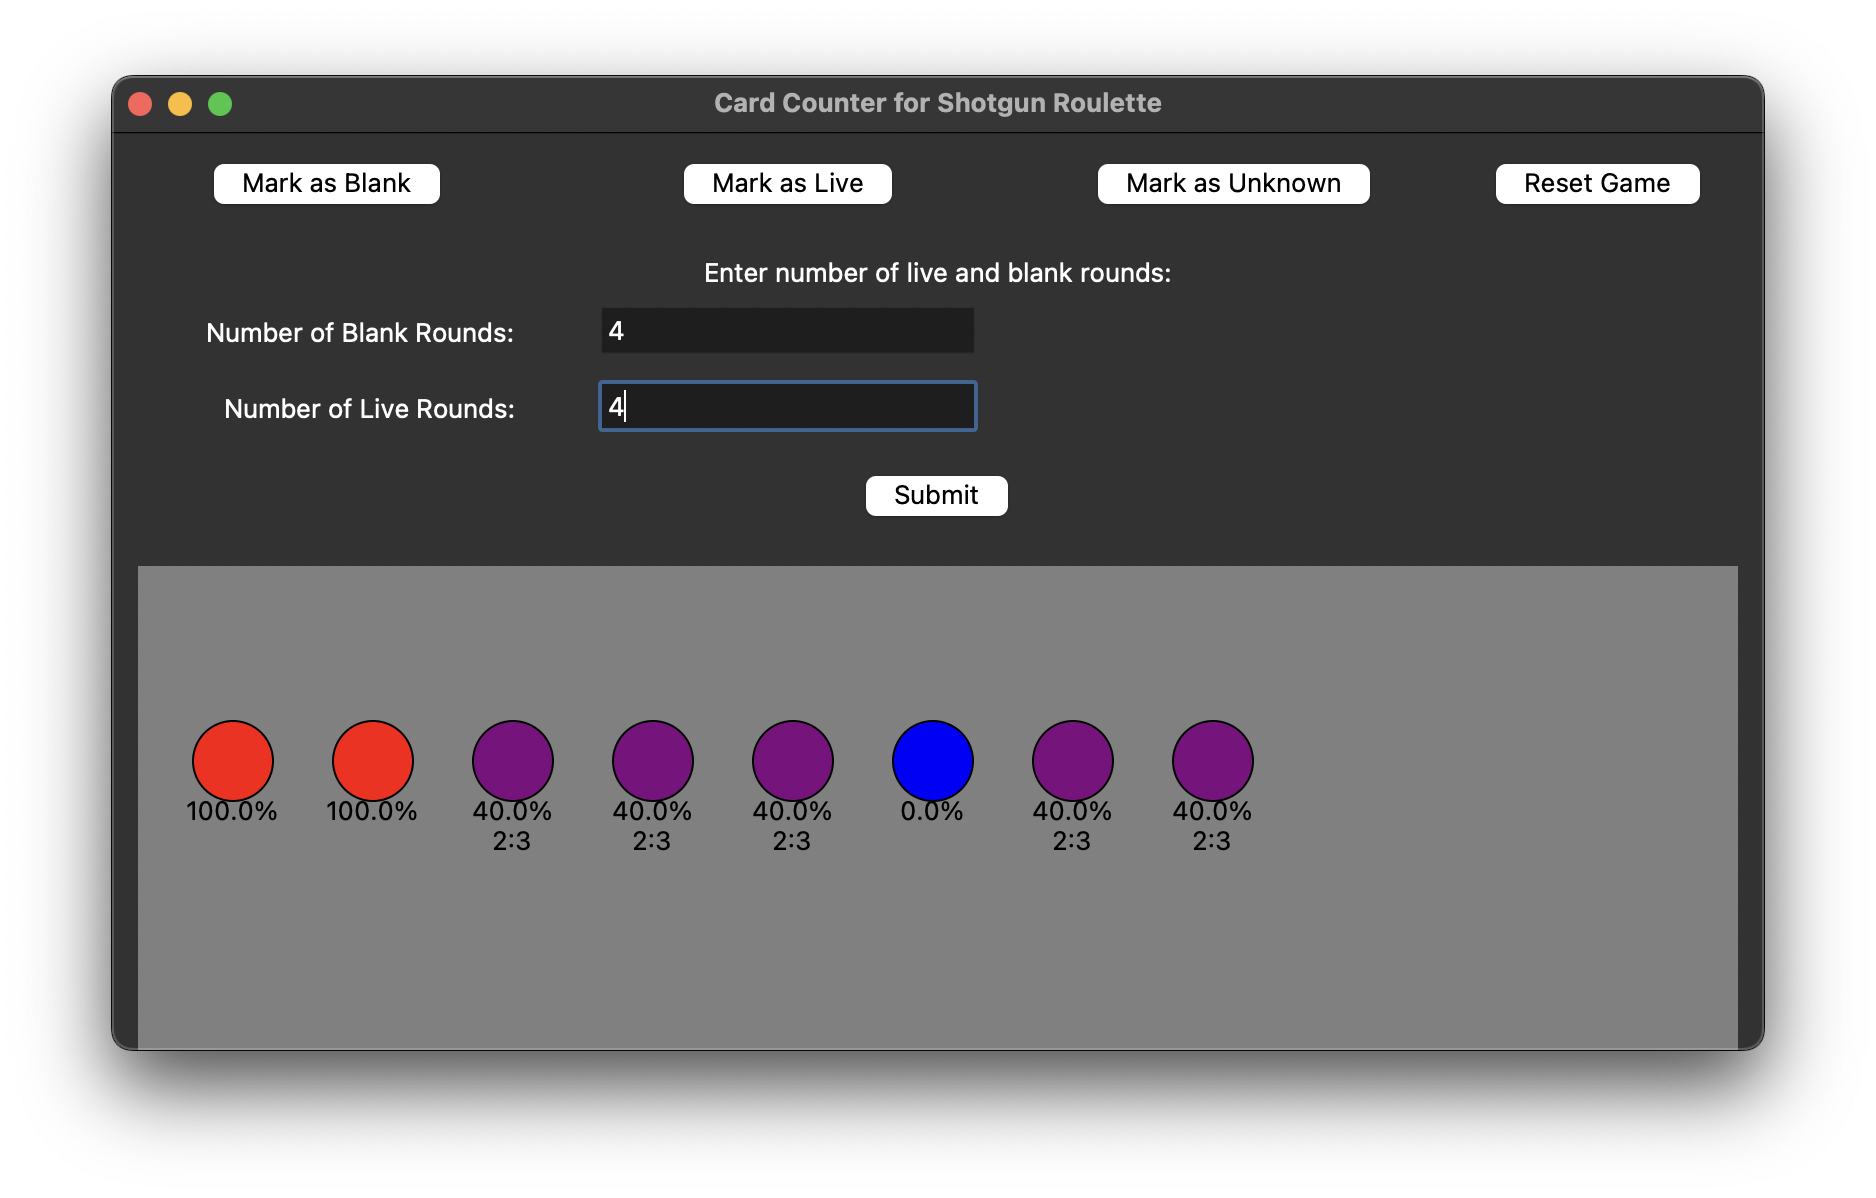 Card Counter for Shotgun Roulette
Mark as Blank Mark as Live Mark as Unknown Reset Game
Enter number of live and blank rounds:
Number of Blank Rounds: 4
Number of Live Rounds: 4
Submit
100.0% 100.0% 40.0% 40.0% 40.0% 0.0% 40.0% 40.0%
2:3 2:3 2:3 2:3 2:3